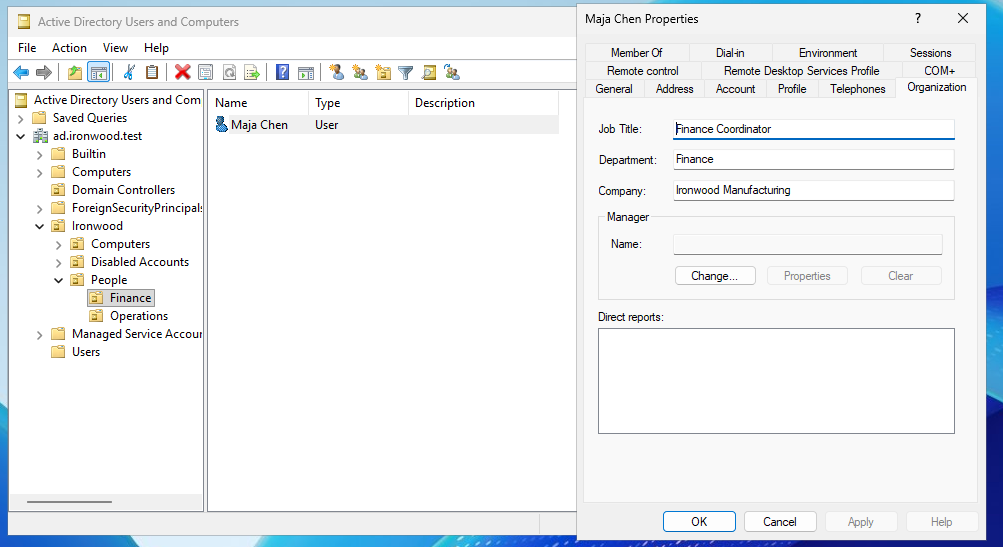 Active Directory Users and Computers
File Action View Help
Active Directory Users and Com
Saved Queries
ad.ironwood.test
Builtin
Computers
Domain Controllers
ForeignSecurityPrincipals
Ironwood
Computers
Disabled Accounts
People
Finance
Operations
Managed Service Accour
Users
Name Type Description
Maja Chen User
Maja Chen Properties
?
Member Of Dial-in Environment Sessions
Remote control Remote Desktop Services Profile COM+
General Address Account Profile Telephones Organization
Job Title: Finance Coordinator
Department: Finance
Company: Ironwood Manufacturing
Manager
Name:
Change... Properties Clear
Direct reports:
OK Cancel Apply Help